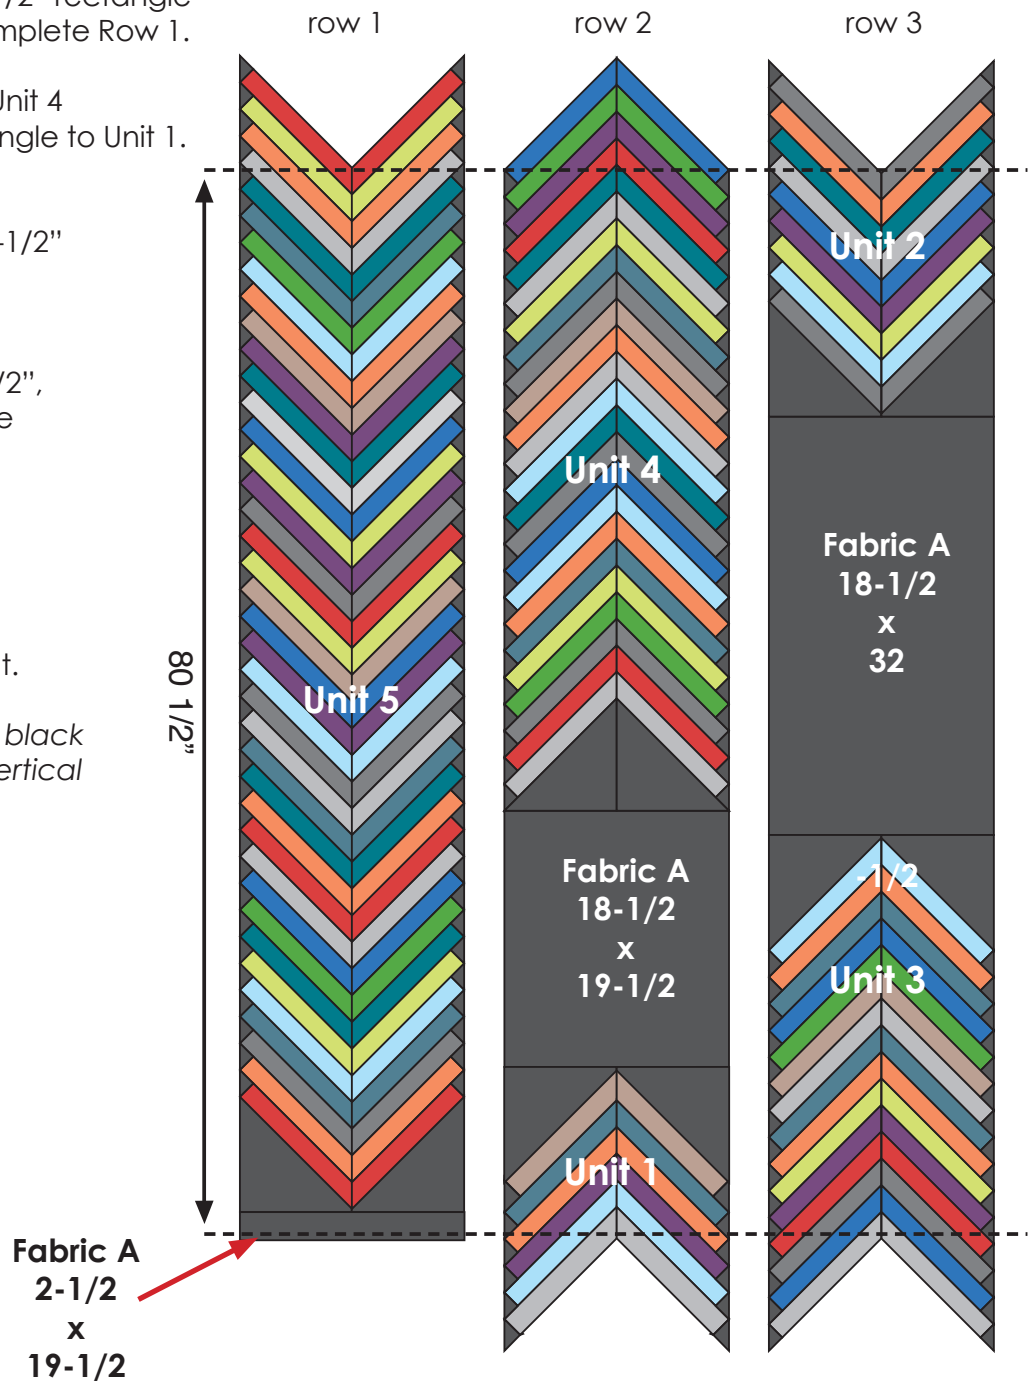 /2" rectangle
mplete Row 1.
Unit 4
ngle to Unit 1.
-1/2"
/2",
e
t.
black
ertical
row 1
row 2
row 3
80 1/2"
Unit 5
Unit 4
Fabric A
18-1/2
x
19-1/2
Unit 1
Unit 2
Fabric A
18-1/2
x
32
-1/2
Unit 3
Fabric A
2-1/2
x
19-1/2